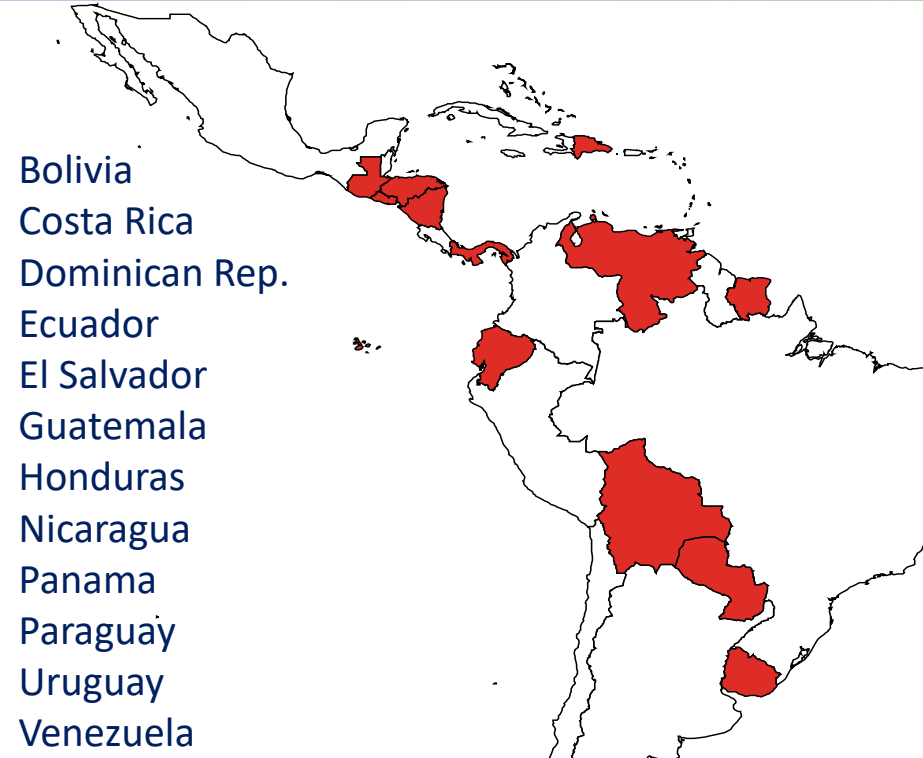 Bolivia
Costa Rica
Dominican Rep.
Ecuador
El Salvador
Guatemala
Honduras
Nicaragua
Panama
Paraguay
Uruguay
Venezuela